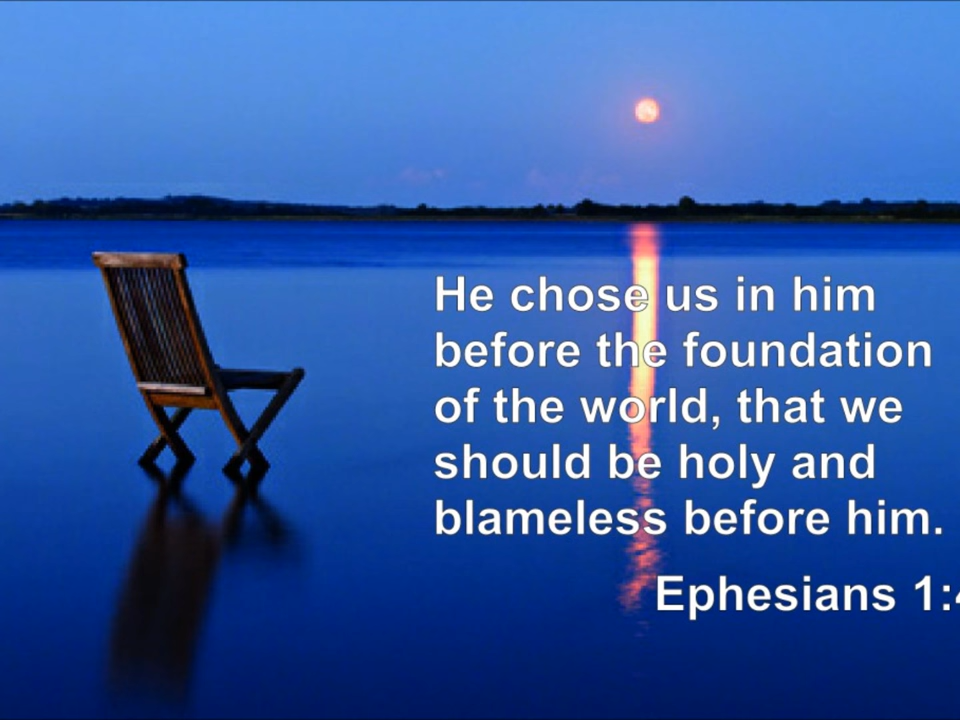 He chose us in him
before the foundation
of the world, that we
should be holy and
blameless before him.
Ephesians 1:4